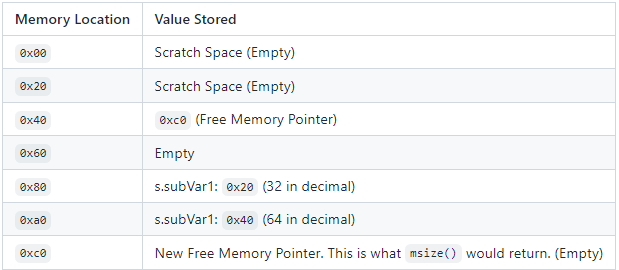 Memory Location Value Stored
0x00 Scratch Space (Empty)
0x20 Scratch Space (Empty)
0x40 0xc0 (Free Memory Pointer)
0x60 Empty
0x80 s.subVar1: 0x20 (32 in decimal)
0xa0 s.subVar1: 0x40 (64 in decimal)
0xc0 New Free Memory Pointer. This is what msize() would return. (Empty)